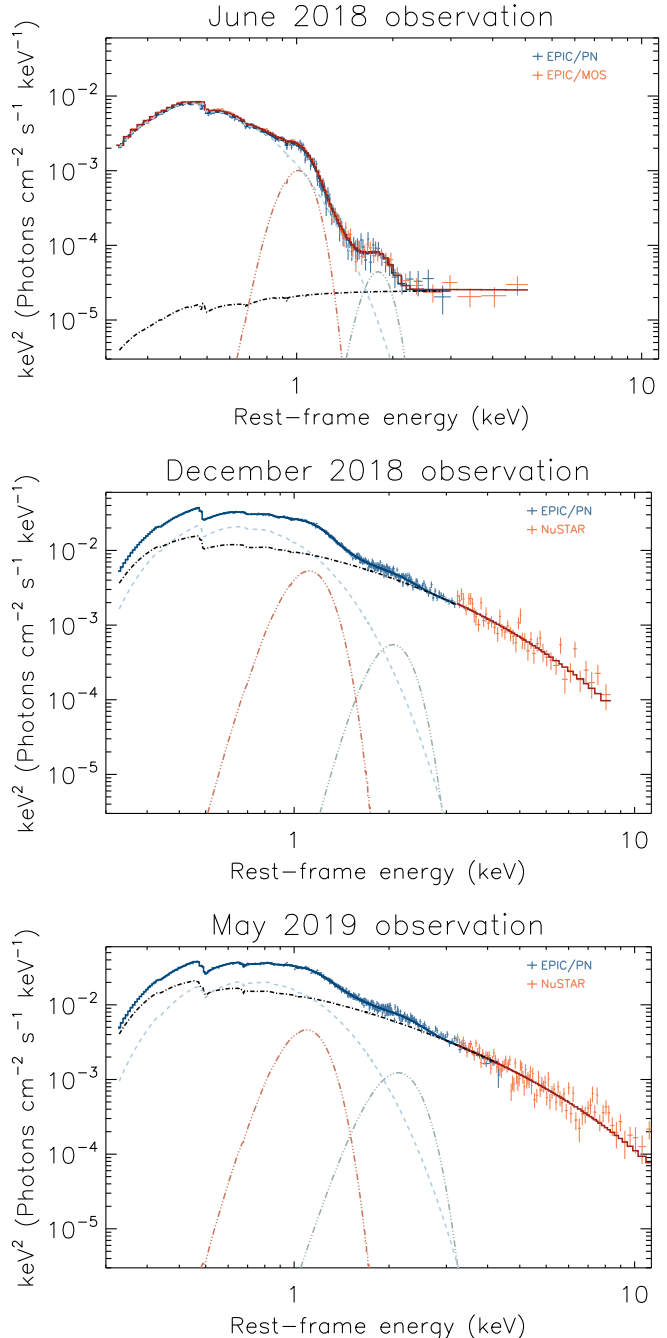 June 2018 observation
EPIC/PN
EPIC/MOS
10⁻²
10⁻³
10⁻⁴
10⁻⁵
keV² (Photons cm⁻² s⁻¹ keV⁻¹)
1
10
Rest-frame energy (keV)
December 2018 observation
EPIC/PN
NuSTAR
10⁻²
10⁻³
10⁻⁴
10⁻⁵
keV² (Photons cm⁻² s⁻¹ keV⁻¹)
1
10
Rest-frame energy (keV)
May 2019 observation
EPIC/PN
NuSTAR
10⁻²
10⁻³
10⁻⁴
10⁻⁵
keV² (Photons cm⁻² s⁻¹ keV⁻¹)
1
10
Rest-frame energy (keV)